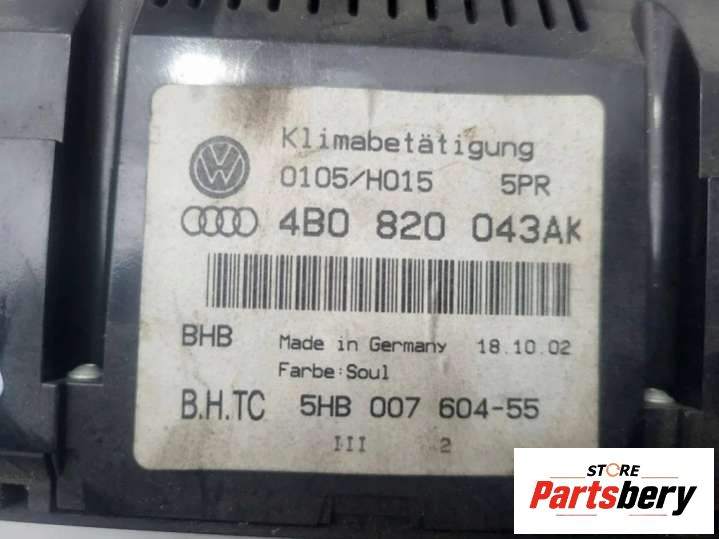 Klimabetätigung
0105/H015 5PR
4B0 820 043AK
BHB Made in Germany 18.10.02
Farbe:Soul
B.H.TC 5HB 007 604-55
III 2
STORE
Partsbery